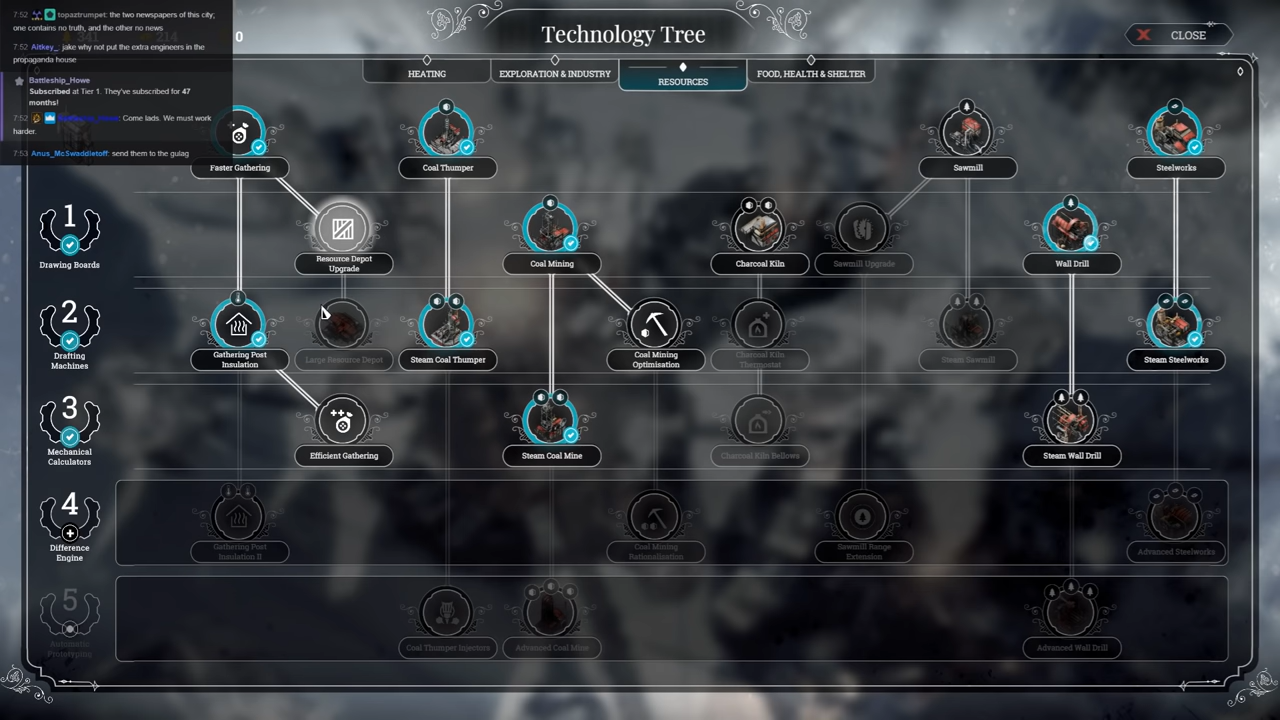 7:52 topaztrumpet: the two newspapers of this city,
one contains no truth, and the other no news
7:52 Aitkey_: jake why not put the extra engineers in the
propaganda house
Battleship_Howe
Subscribed at Tier 1. They've subscribed for 47
months!
7:52 : Come lads. We must work
harder.
7:53 Anus_McSwaddletoff: send them to the gulag
0
Technology Tree
CLOSE
HEATING
EXPLORATION & INDUSTRY
RESOURCES
FOOD, HEALTH & SHELTER
Faster Gathering
Coal Thumper
Sawmill
Steelworks
1
Drawing Boards
Resource Depot
Upgrade
Coal Mining
Charcoal Kiln
Sawmill Upgrade
Wall Drill
2
Drafting
Machines
Gathering Post
Insulation
Large Resource Depot
Steam Coal Thumper
Coal Mining
Optimisation
Charcoal Kiln
Thermostat
Steam Sawmill
Steam Steelworks
3
Mechanical
Calculators
Efficient Gathering
Steam Coal Mine
Charcoal Kiln Bellows
Steam Wall Drill
4
Difference
Engine
Gathering Post
Insulation II
Coal Mining
Rationalization
Sawmill Range
Extension
Advanced Steelworks
5
Automatic
Prototyping
Coal Thumper Injectors
Advanced Coal Mine
Advanced Wall Drill